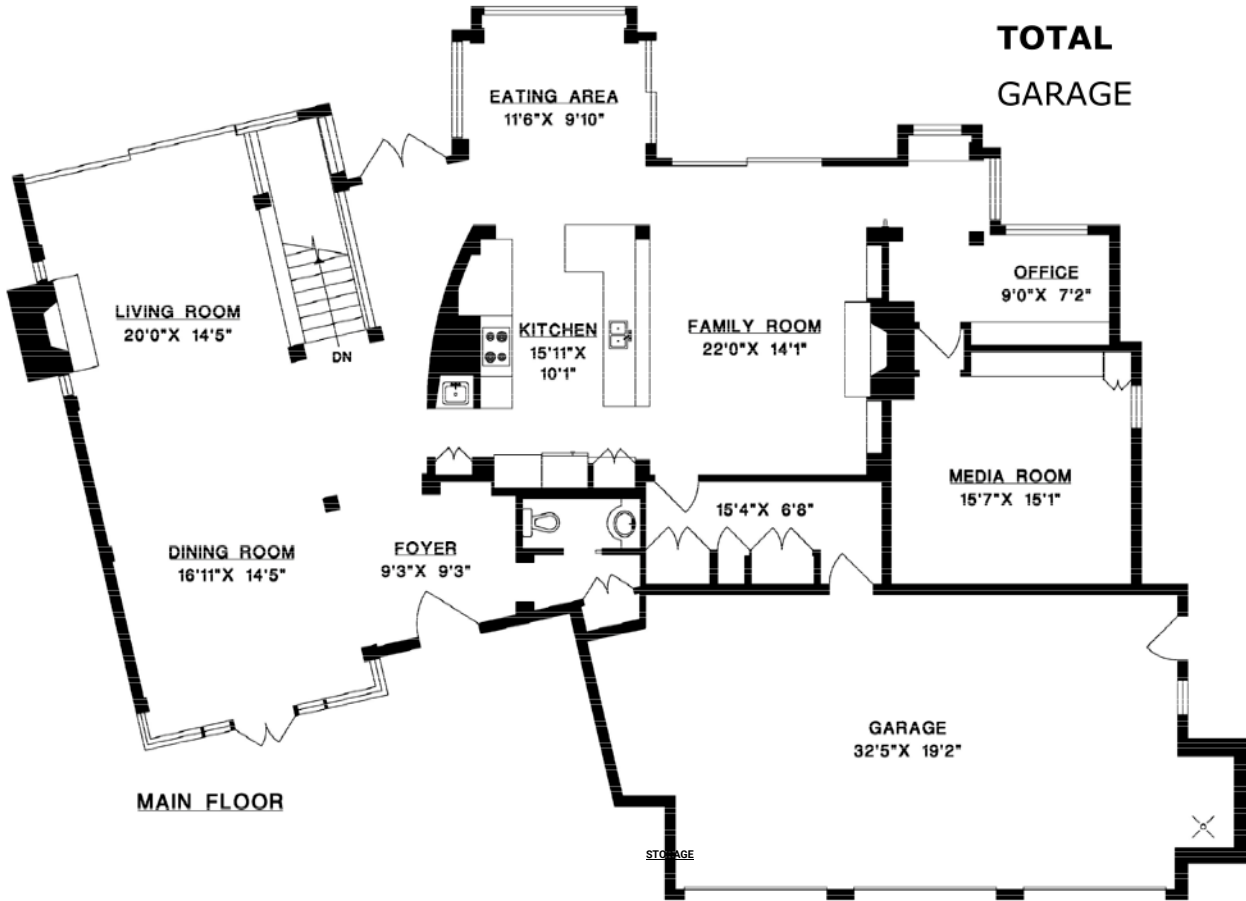 TOTAL
GARAGE
EATING AREA
11'6"X 9'10"
LIVING ROOM
20'0"X 14'5"
DN
KITCHEN
15'11"X
10'1"
FAMILY ROOM
22'0"X 14'1"
OFFICE
9'0"X 7'2"
MEDIA ROOM
15'7"X 15'1"
15'4"X 6'8"
DINING ROOM
16'11"X 14'5"
FOYER
9'3"X 9'3"
GARAGE
32'5"X 19'2"
MAIN FLOOR
STORAGE